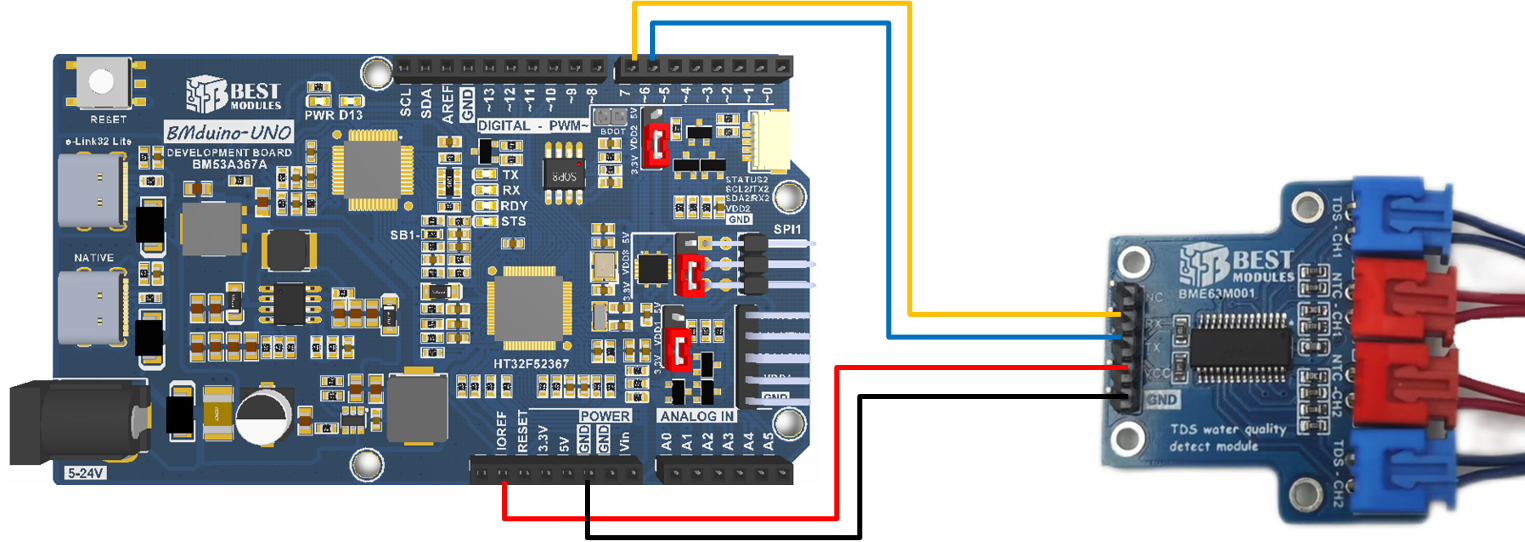 RESET
BEST
MODULES
PWR D13
BMduino-UNO
DEVELOPMENT BOARD
BM53A367A
e-Link32 Lite
NATIVE
5-24V
SCL
SDA
AREF
GND
~13
~12
~11
~10
~9
~8
7
~6
~5
~4
~3
~2
~1
~0
DIGITAL - PWM~
BOOT
3.3V VDD2 5V
SOP8
TX
RX
RDY
STS
SB1-
STATUS2
SCL2/TX2
SDA2/RX2
VDD2
GND
SPI1
3.3V VDD3 5V
3.3V VDD1 5V
HT32F52367
GND
POWER
ANALOG IN
IOREF
RESET
3.3V
5V
GND
GND
Vin
A0
A1
A2
A3
A4
A5
BEST
MODULES
BME63M001
NC
RX
TX
VCC
GND
TDS - CH1
NTC - CH1
NTC - CH2
TDS - CH2
TDS water quality
detect module